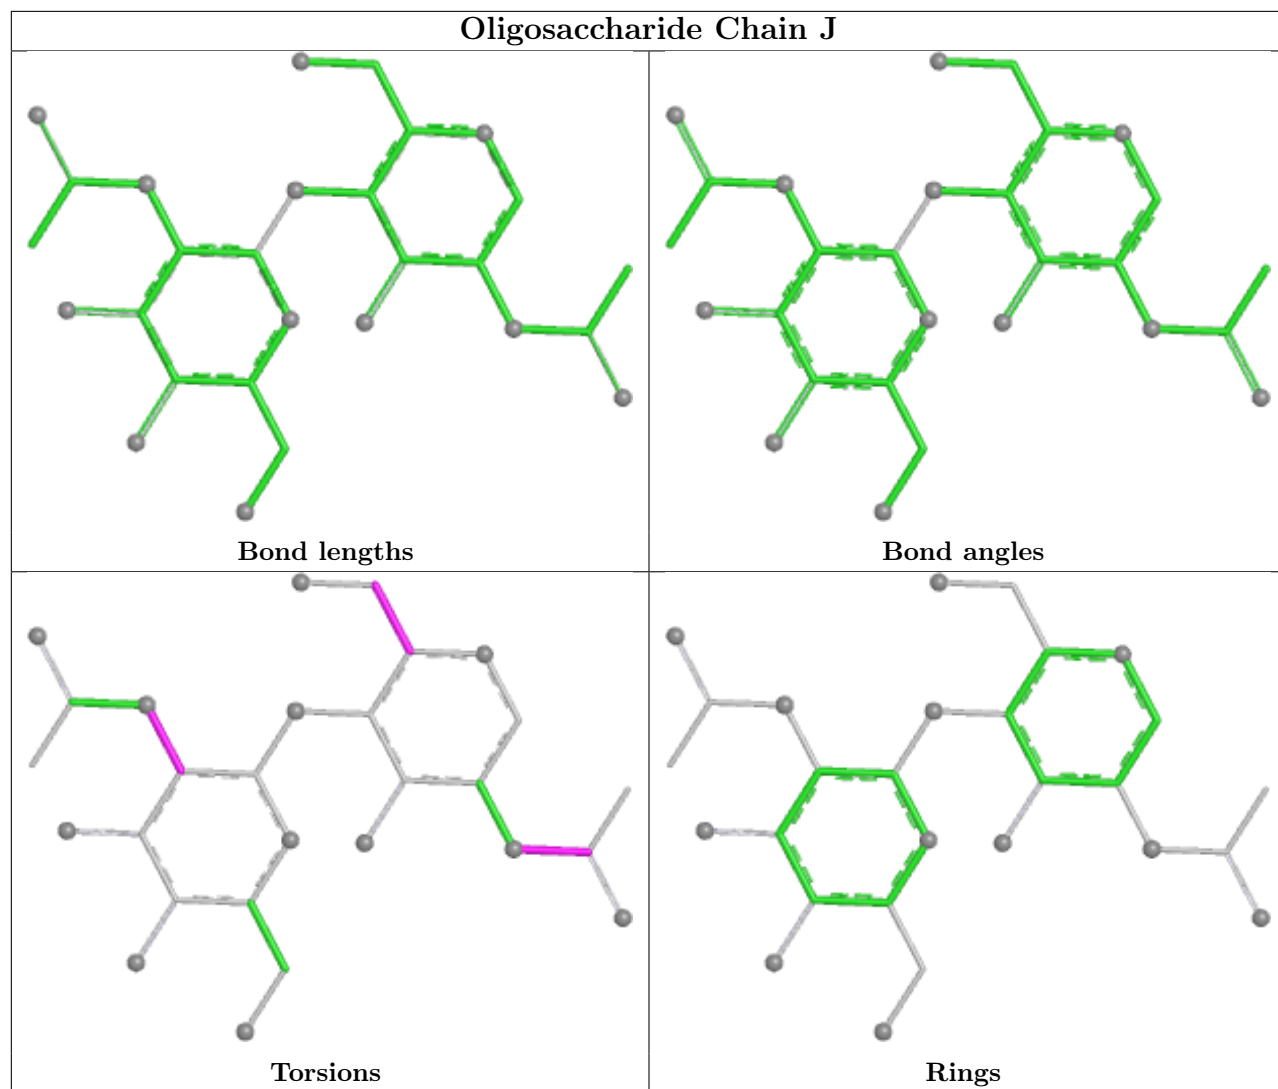 Oligosaccharide Chain J
Bond lengths
Bond angles
Torsions
Rings